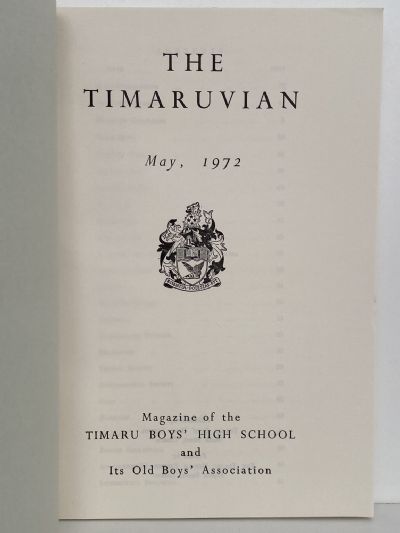 THE
TIMARUVIAN
May, 1972
Magazine of the
TIMARU BOYS' HIGH SCHOOL
and
Its Old Boys' Association